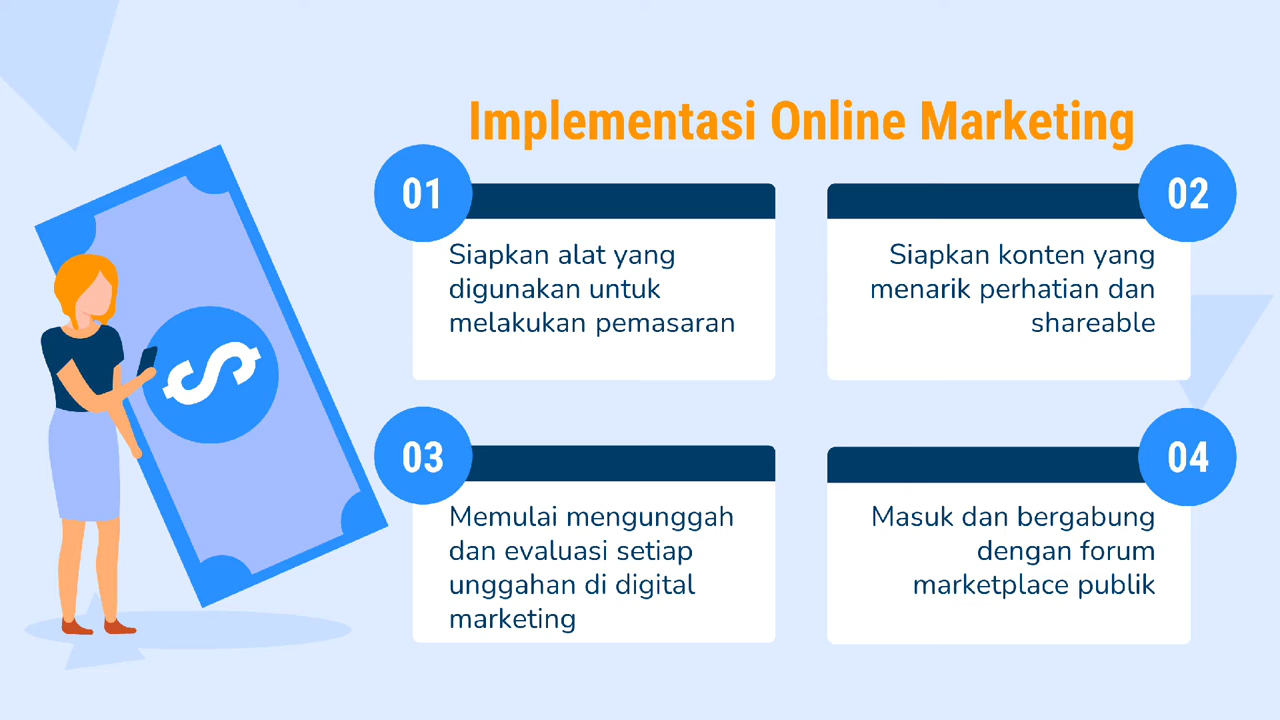 Implementasi Online Marketing
01
Siapkan alat yang
digunakan untuk
melakukan pemasaran
02
Siapkan konten yang
menarik perhatian dan
shareable
03
Memulai mengunggah
dan evaluasi setiap
unggahan di digital
marketing
04
Masuk dan bergabung
dengan forum
marketplace publik
$